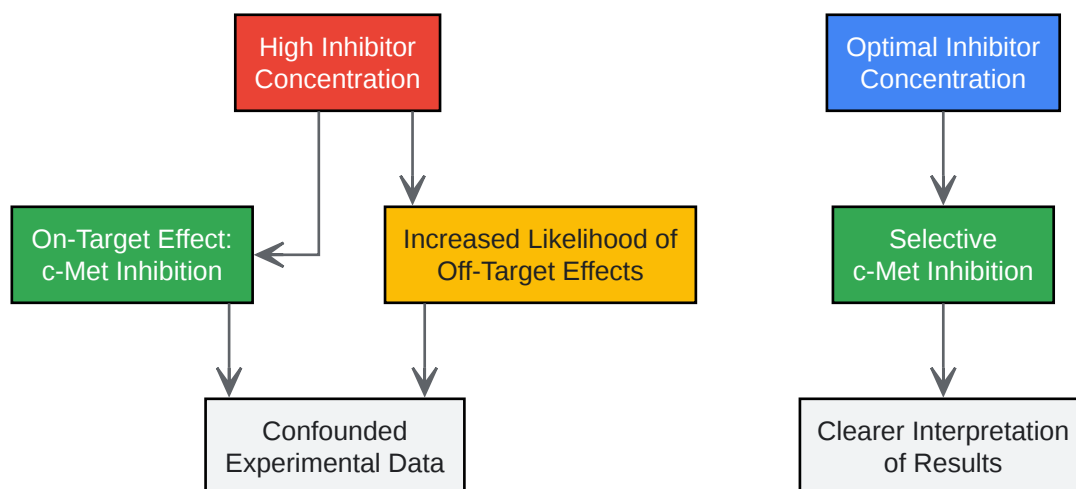 High Inhibitor
Concentration
Optimal Inhibitor
Concentration
On-Target Effect:
c-Met Inhibition
Increased Likelihood of
Off-Target Effects
Selective
c-Met Inhibition
Confounded
Experimental Data
Clearer Interpretation
of Results